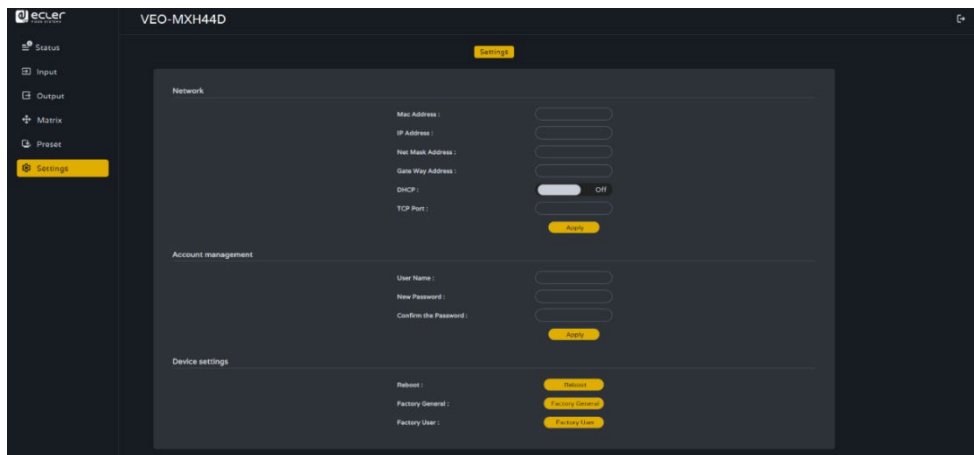 ecler
VEO-MXH44D
Status
Input
Output
Matrix
Preset
Settings
Settings
Network
Mac Address :
IP Address :
Net Mask Address :
Gate Way Address :
DHCP :
Off
TCP Port :
Apply
Account management
User Name :
New Password :
Confirm the Password :
Apply
Device settings
Reboot :
Reboot
Factory General :
Factory General
Factory User :
Factory User